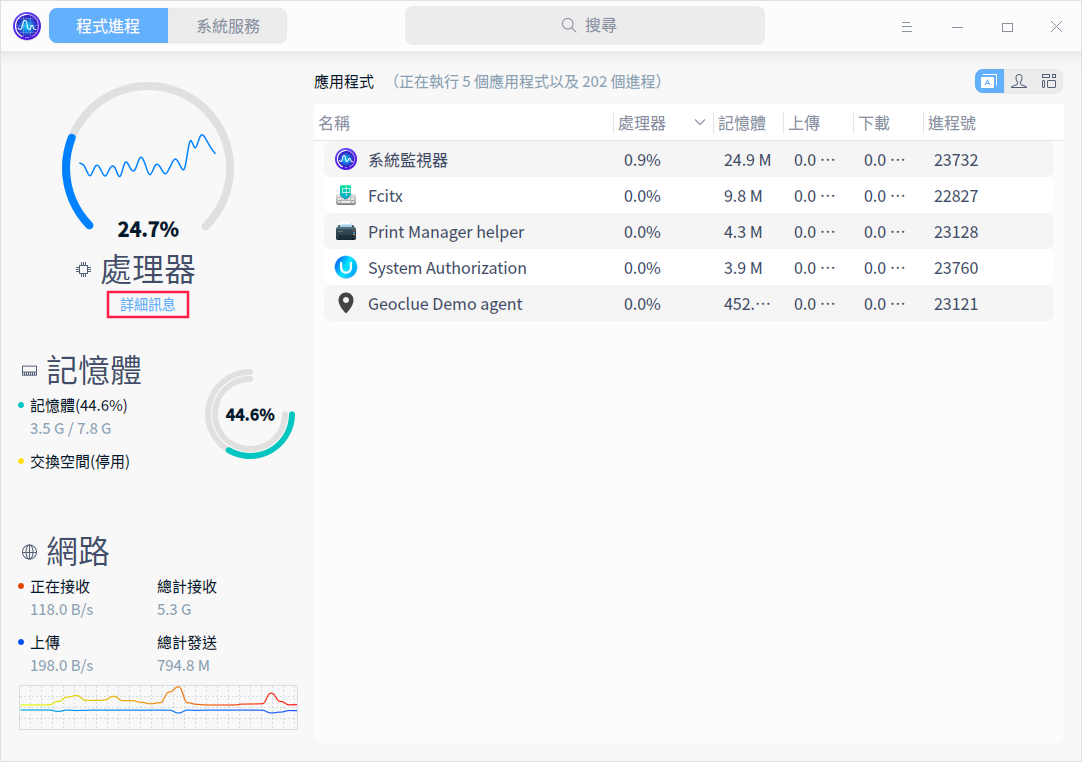 程式進程 系統服務 搜尋
應用程式 （正在執行 5 個應用程式以及 202 個進程）
24.7%
處理器
詳細訊息
記憶體
記憶體(44.6%)
3.5 G / 7.8 G
交換空間(停用)
44.6%
網路
正在接收 總計接收
118.0 B/s 5.3 G
上傳 總計發送
198.0 B/s 794.8 M
名稱 處理器 記憶體 上傳 下載 進程號
系統監視器 0.9% 24.9 M 0.0 ⋯ 0.0 ⋯ 23732
Fcitx 0.0% 9.8 M 0.0 ⋯ 0.0 ⋯ 22827
Print Manager helper 0.0% 4.3 M 0.0 ⋯ 0.0 ⋯ 23128
System Authorization 0.0% 3.9 M 0.0 ⋯ 0.0 ⋯ 23760
Geoclue Demo agent 0.0% 452.⋯ 0.0 ⋯ 0.0 ⋯ 23121